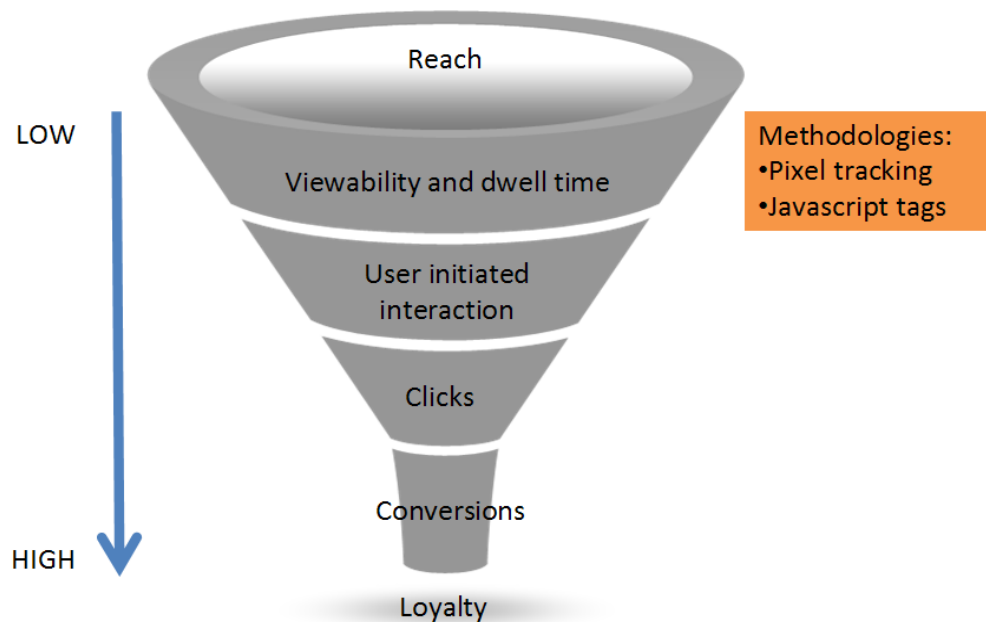 Reach
LOW
Methodologies:
•Pixel tracking
•Javascript tags
Viewability and dwell time
User initiated
interaction
Clicks
Conversions
HIGH
Loyalty